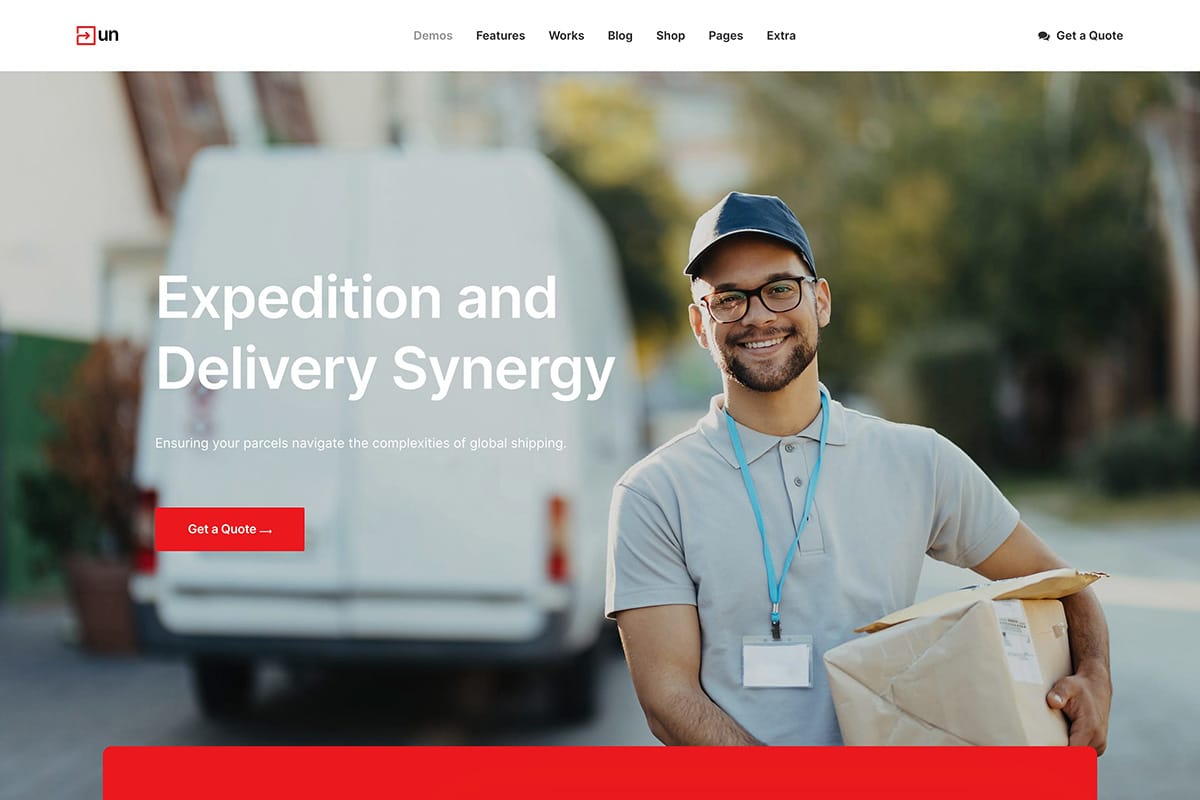 un
Demos Features Works Blog Shop Pages Extra
Get a Quote
Expedition and
Delivery Synergy
Ensuring your parcels navigate the complexities of global shipping.
Get a Quote →